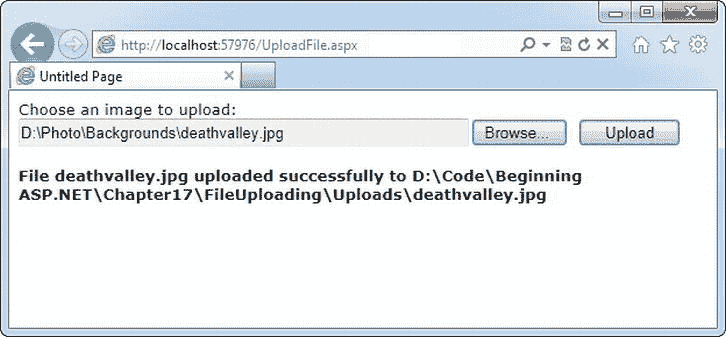 http://localhost:57976/UploadFile.aspx
Untitled Page
Choose an image to upload:
D:\Photo\Backgrounds\deathvalley.jpg
Browse...
Upload
File deathvalley.jpg uploaded successfully to D:\Code\Beginning
ASP.NET\Chapter17\FileUploading\Uploads\deathvalley.jpg